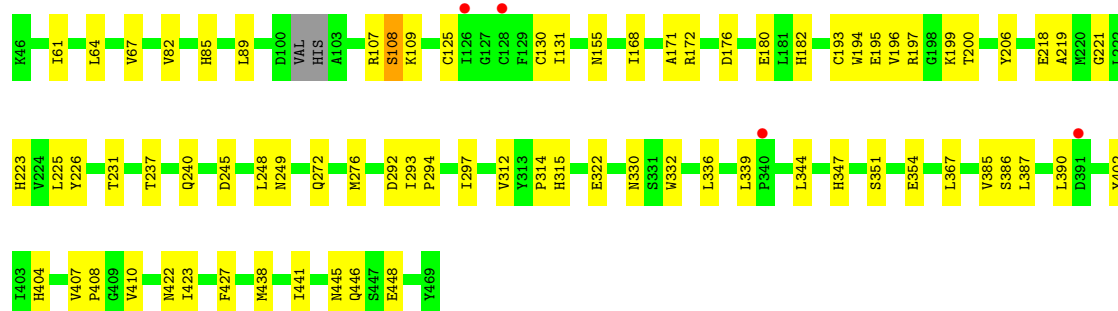 K46 I61 L64 V67 V82 H85 L89 D100 VAL HIS A103 R107 S108 K109 C125 I126 G127 C128 F129 C130 I131 N155 I168 A171 R172 D176 E180 L181 H182 C193 W194 E195 V196 R197 G198 K199 T200 Y206 E218 A219 M220 G221
H223 V224 L225 Y226 T231 T237 Q240 D245 L248 N249 Q272 M276 D292 I293 P294 I297 V312 Y313 P314 H315 E322 N330 S331 W332 L336 L339 P340 L344 H347 S351 E354 L367 V385 S386 L387 L390 D391
I403 H404 V407 P408 G409 V410 N422 I423 F427 M438 I441 N445 Q446 S447 E448 Y469